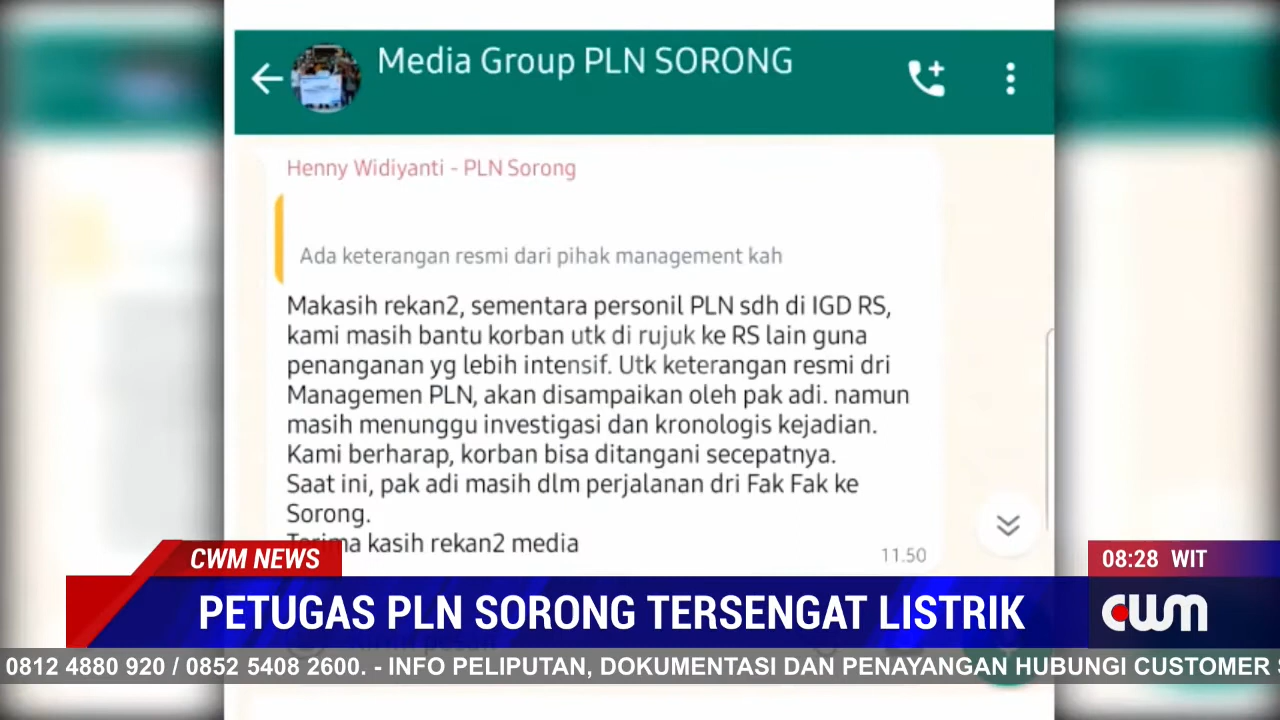 Media Group PLN SORONG
Henny Widiyanti - PLN Sorong
Ada keterangan resmi dari pihak management kah
Makasih rekan2, sementara personil PLN sdh di IGD RS,
kami masih bantu korban utk di rujuk ke RS lain guna
penanganan yg lebih intensif. Utk keterangan resmi dri
Managemen PLN, akan disampaikan oleh pak adi. namun
masih menunggu investigasi dan kronologis kejadian.
Kami berharap, korban bisa ditangani secepatnya.
Saat ini, pak adi masih dlm perjalanan dri Fak Fak ke
Sorong.
Terima kasih rekan2 media
11.50
CWM NEWS
08:28 WIT
PETUGAS PLN SORONG TERSENGAT LISTRIK
CWM
0812 4880 920 / 0852 5408 2600. - INFO PELIPUTAN, DOKUMENTASI DAN PENAYANGAN HUBUNGI CUSTOMER